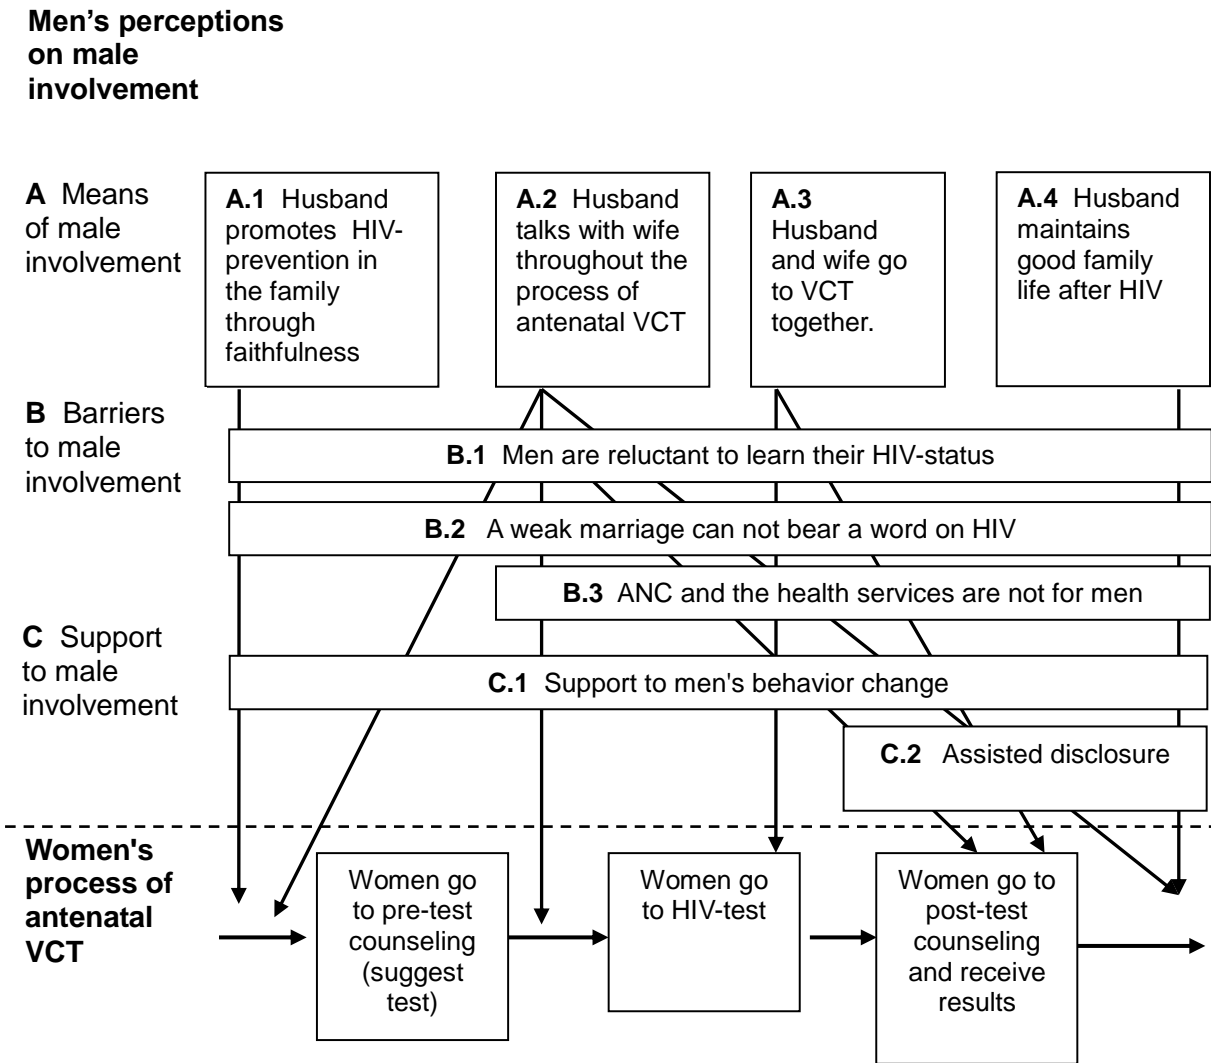 Men’s perceptions
on male
involvement
A Means
of male
involvement
A.1 Husband
promotes HIV-
prevention in
the family
through
faithfulness
A.2 Husband
talks with wife
throughout the
process of
antenatal VCT
A.3
Husband
and wife go
to VCT
together.
A.4 Husband
maintains
good family
life after HIV
B Barriers
to male
involvement
B.1 Men are reluctant to learn their HIV-status
B.2 A weak marriage can not bear a word on HIV
B.3 ANC and the health services are not for men
C Support
to male
involvement
C.1 Support to men's behavior change
C.2 Assisted disclosure
Women's
process of
antenatal
VCT
Women go
to pre-test
counseling
(suggest
test)
Women go
to HIV-test
Women go to
post-test
counseling
and receive
results